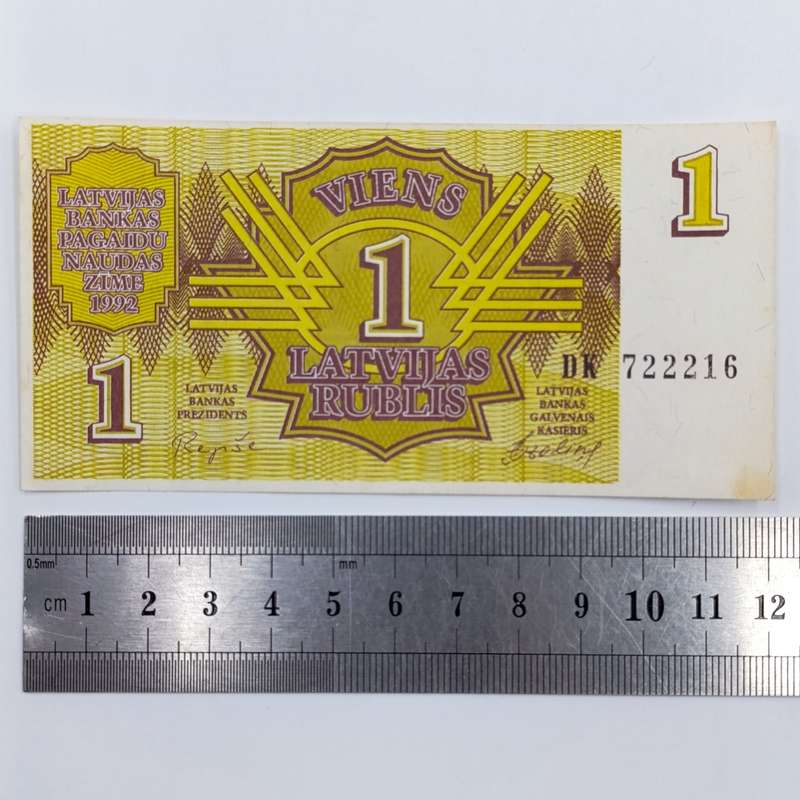 LATVIJAS
BANKAS
PAGAIDU
NAUDAS
ZĪME
1992
VIENS
1
LATVIJAS
RUBLIS
1
1
DK 722216
LATVIJAS
BANKAS
PREZIDENTS
LATVIJAS
BANKAS
GALVENAIS
KASIERIS
Repše
0.5mm
mm
cm 1 2 3 4 5 6 7 8 9 10 11 12